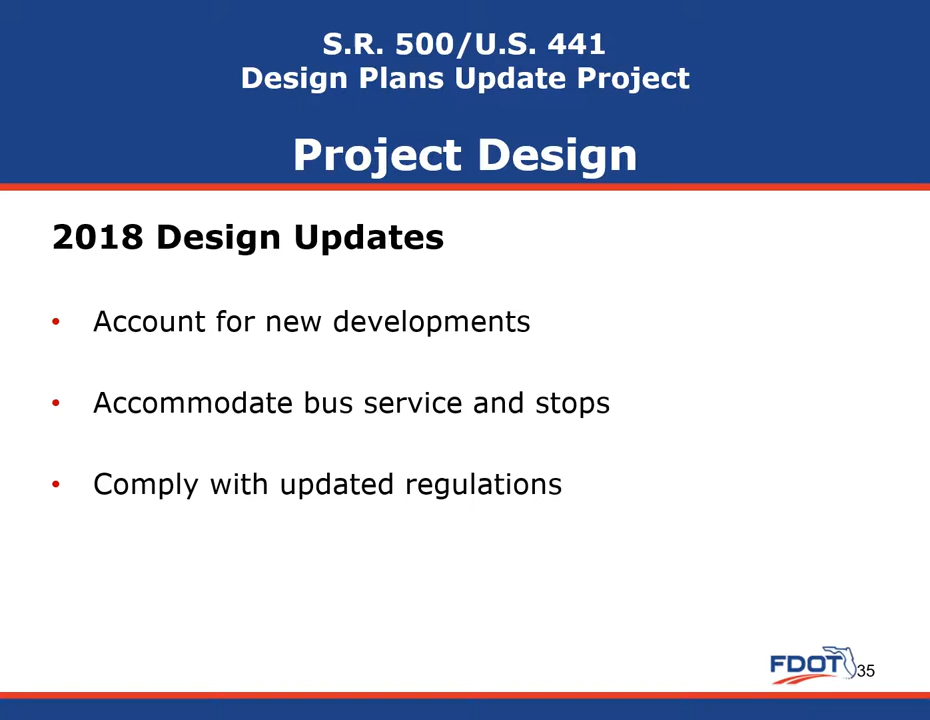 S.R. 500/U.S. 441
Design Plans Update Project
Project Design
2018 Design Updates
• Account for new developments
• Accommodate bus service and stops
• Comply with updated regulations
FDOT
35